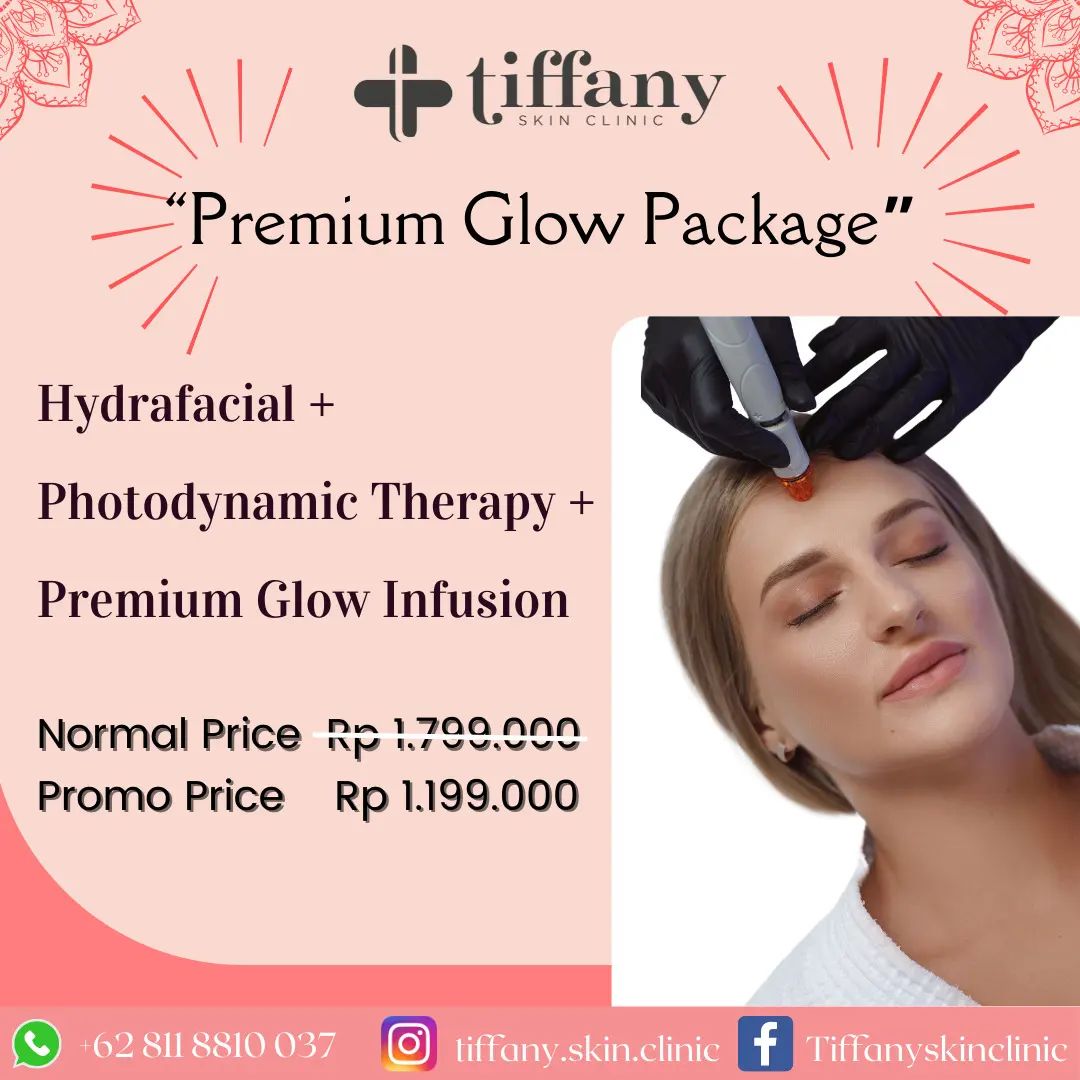 tiffany
SKIN CLINIC
“Premium Glow Package"
Hydrafacial +
Photodynamic Therapy +
Premium Glow Infusion
Normal Price Rp 1.799.000
Promo Price Rp 1.199.000
+62 811 8810 037 tiffany.skin.clinic Tiffanyskinclinic